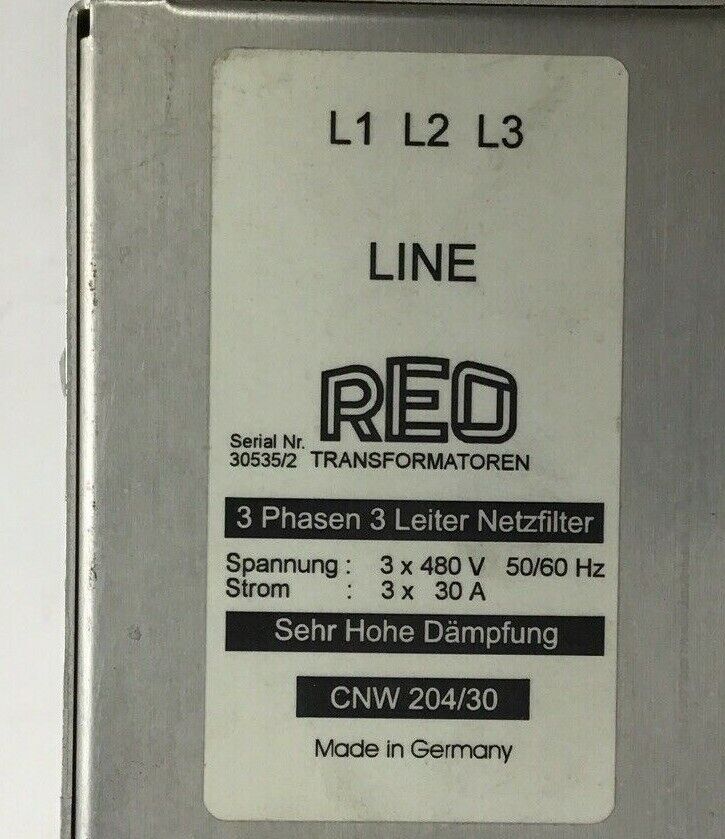 L1 L2 L3
LINE
REO
Serial Nr.
30535/2 TRANSFORMATOREN
3 Phasen 3 Leiter Netzfilter
Spannung : 3 x 480 V 50/60 Hz
Strom : 3 x 30 A
Sehr Hohe Dämpfung
CNW 204/30
Made in Germany